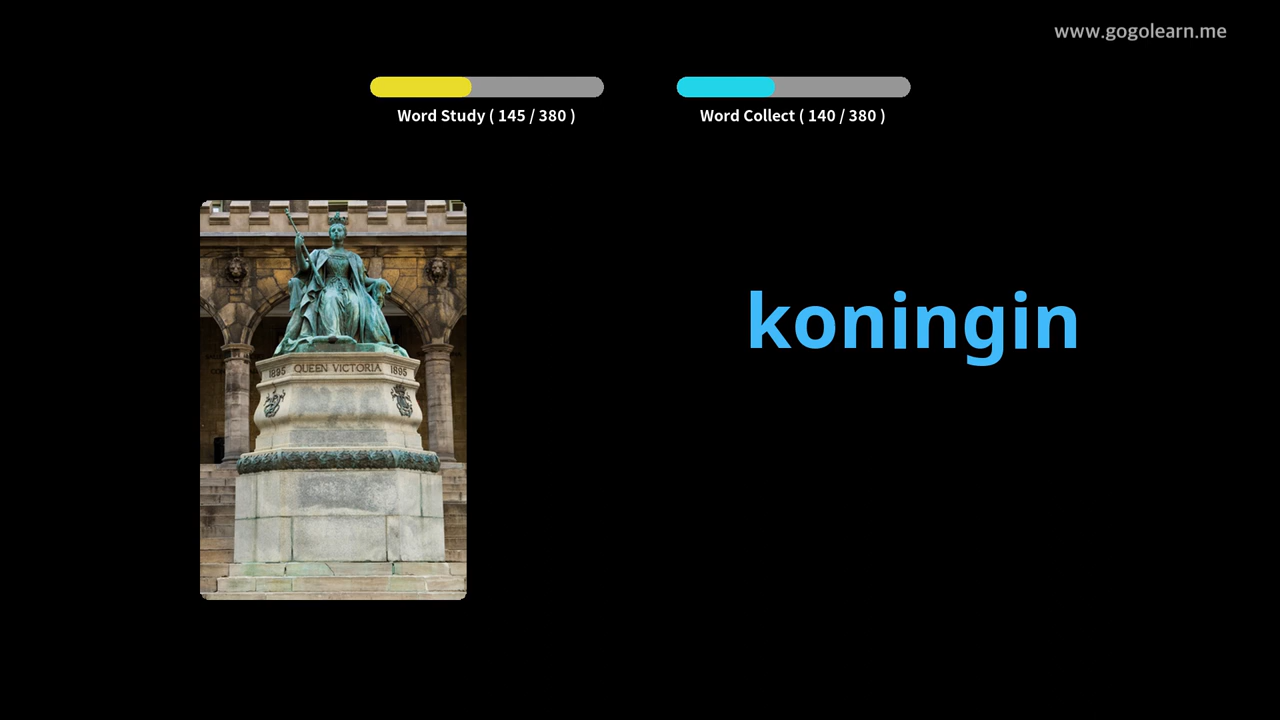 www.gogolearn.me
Word Study ( 145 / 380 )
Word Collect ( 140 / 380 )
koningin
1895 QUEEN VICTORIA 1895